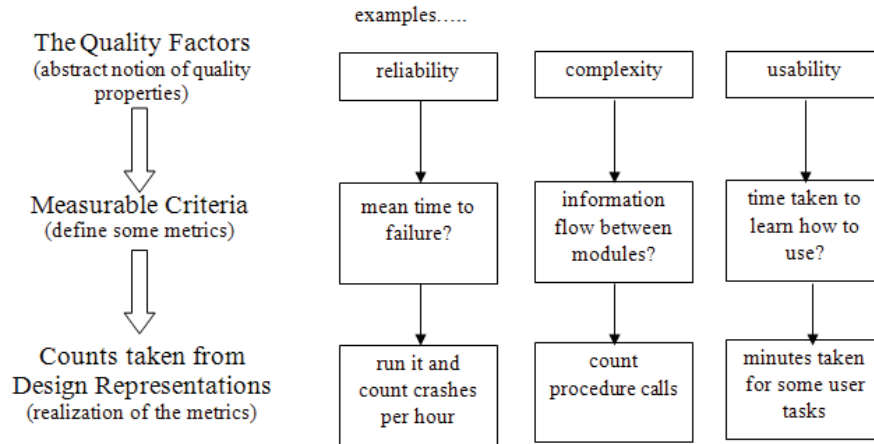 examples.....
The Quality Factors
(abstract notion of quality
properties)
reliability
complexity
usability
Measurable Criteria
(define some metrics)
mean time to
failure?
information
flow between
modules?
time taken to
learn how to
use?
Counts taken from
Design Representations
(realization of the metrics)
run it and
count crashes
per hour
count
procedure calls
minutes taken
for some user
tasks